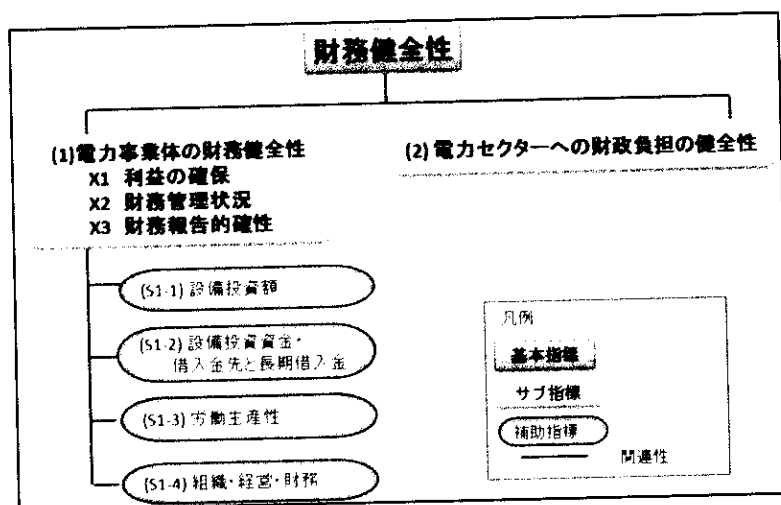 財務健全性
(1)電力事業体の財務健全性
X1 利益の確保
X2 財務管理状況
X3 財務報告的確性
(2)電力セクターへの財政負担の健全性
(S1-1) 設備投資額
(S1-2) 設備投資資金・
借入金先と長期借入金
(S1-3) 労働生産性
(S1-4) 組織・経営・財務
凡例
基本指標
サブ指標
補助指標
関連性